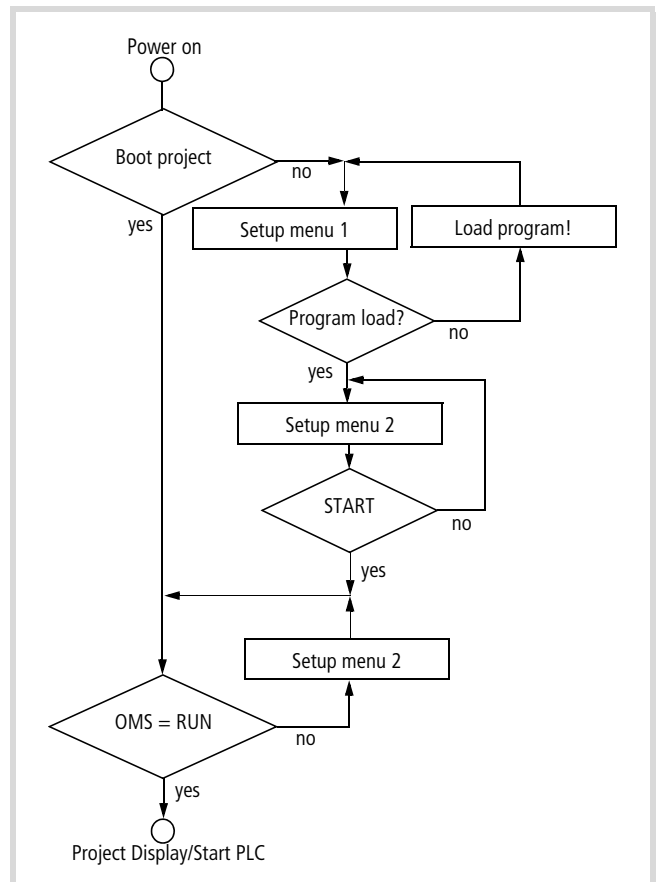 Power on
Boot project
no
yes
Setup menu 1
Load program!
Program load?
no
yes
Setup menu 2
START
no
yes
Setup menu 2
OMS = RUN
no
yes
Project Display/Start PLC